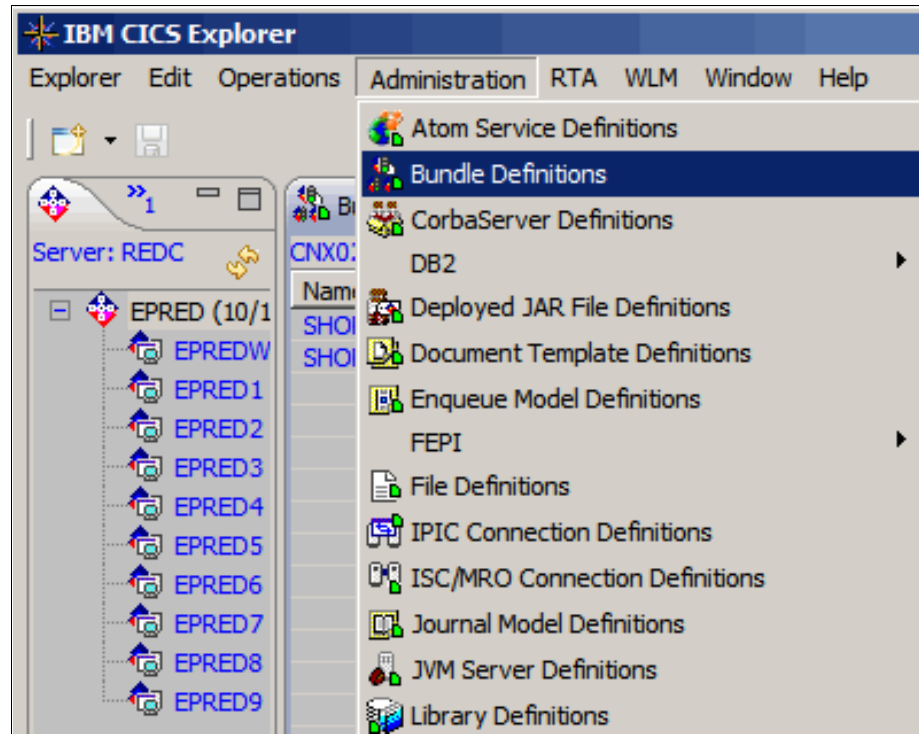 IBM CICS Explorer
Explorer Edit Operations Administration RTA WLM Window Help
Atom Service Definitions
Bundle Definitions
CorbaServer Definitions
DB2
Deployed JAR File Definitions
Document Template Definitions
Enqueue Model Definitions
FEPI
File Definitions
IPIC Connection Definitions
ISC/MRO Connection Definitions
Journal Model Definitions
JVM Server Definitions
Library Definitions
»1
Server: REDC
EPRED (10/1
EPREDW
EPRED1
EPRED2
EPRED3
EPRED4
EPRED5
EPRED6
EPRED7
EPRED8
EPRED9